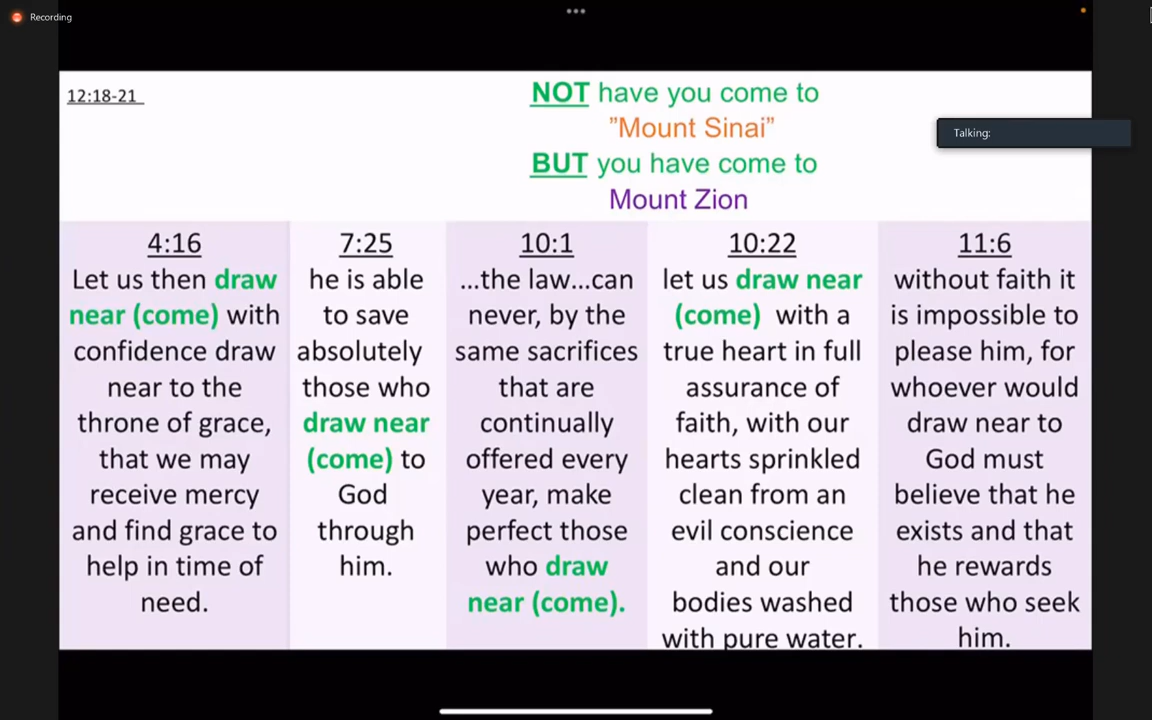 Recording
12:18-21
NOT have you come to
”Mount Sinai”
BUT you have come to
Mount Zion
Talking:
4:16
Let us then draw
near (come) with
confidence draw
near to the
throne of grace,
that we may
receive mercy
and find grace to
help in time of
need.
7:25
he is able
to save
absolutely
those who
draw near
(come) to
God
through
him.
10:1
...the law...can
never, by the
same sacrifices
that are
continually
offered every
year, make
perfect those
who draw
near (come).
10:22
let us draw near
(come) with a
true heart in full
assurance of
faith, with our
hearts sprinkled
clean from an
evil conscience
and our
bodies washed
with pure water.
11:6
without faith it
is impossible to
please him, for
whoever would
draw near to
God must
believe that he
exists and that
he rewards
those who seek
him.